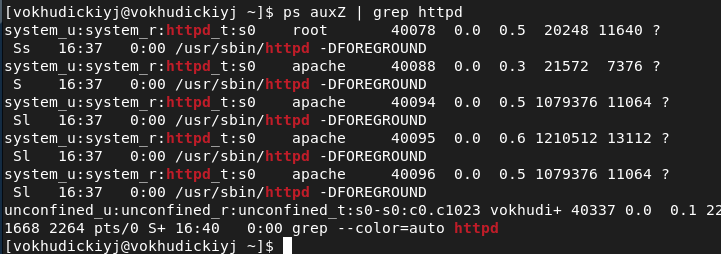 [vokhudickiyj@vokhudickiyj ~]$ ps auxZ | grep httpd
system_u:system_r:httpd_t:s0    root       40078  0.0  0.5  20248 11640 ?
 Ss   16:37   0:00 /usr/sbin/httpd -DFOREGROUND
system_u:system_r:httpd_t:s0    apache     40088  0.0  0.3  21572  7376 ?
 S    16:37   0:00 /usr/sbin/httpd -DFOREGROUND
system_u:system_r:httpd_t:s0    apache     40094  0.0  0.5 1079376 11064 ?
 Sl   16:37   0:00 /usr/sbin/httpd -DFOREGROUND
system_u:system_r:httpd_t:s0    apache     40095  0.0  0.6 1210512 13112 ?
 Sl   16:37   0:00 /usr/sbin/httpd -DFOREGROUND
system_u:system_r:httpd_t:s0    apache     40096  0.0  0.5 1079376 11064 ?
 Sl   16:37   0:00 /usr/sbin/httpd -DFOREGROUND
unconfined_u:unconfined_r:unconfined_t:s0-s0:c0.c1023 vokhudi+ 40337 0.0  0.1 22
1668 2264 pts/0 S+ 16:40   0:00 grep --color=auto httpd
[vokhudickiyj@vokhudickiyj ~]$